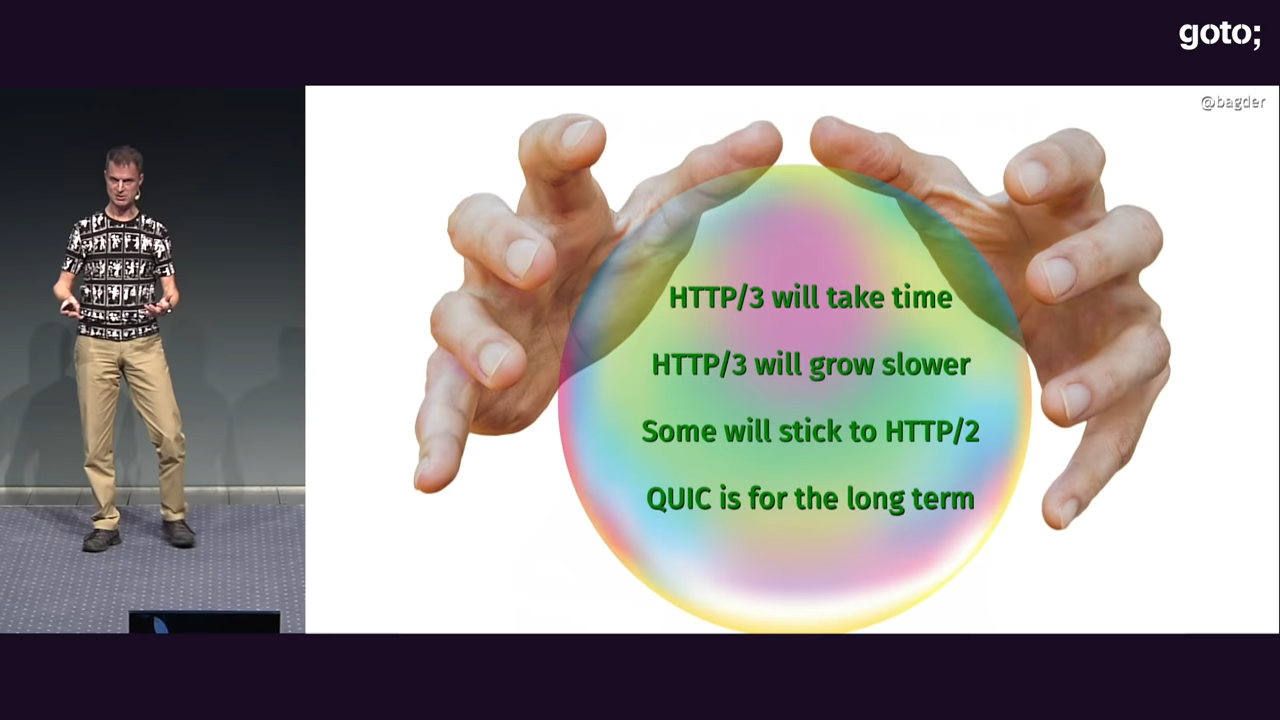 goto;
@bagder
HTTP/3 will take time
HTTP/3 will grow slower
Some will stick to HTTP/2
QUIC is for the long term